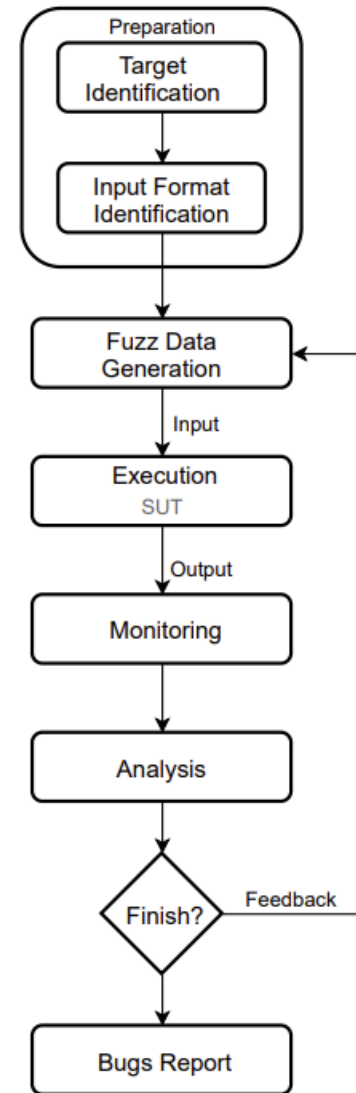 Preparation
Target
Identification
Input Format
Identification
Fuzz Data
Generation
Input
Execution
SUT
Output
Monitoring
Analysis
Finish?
Feedback
Bugs Report